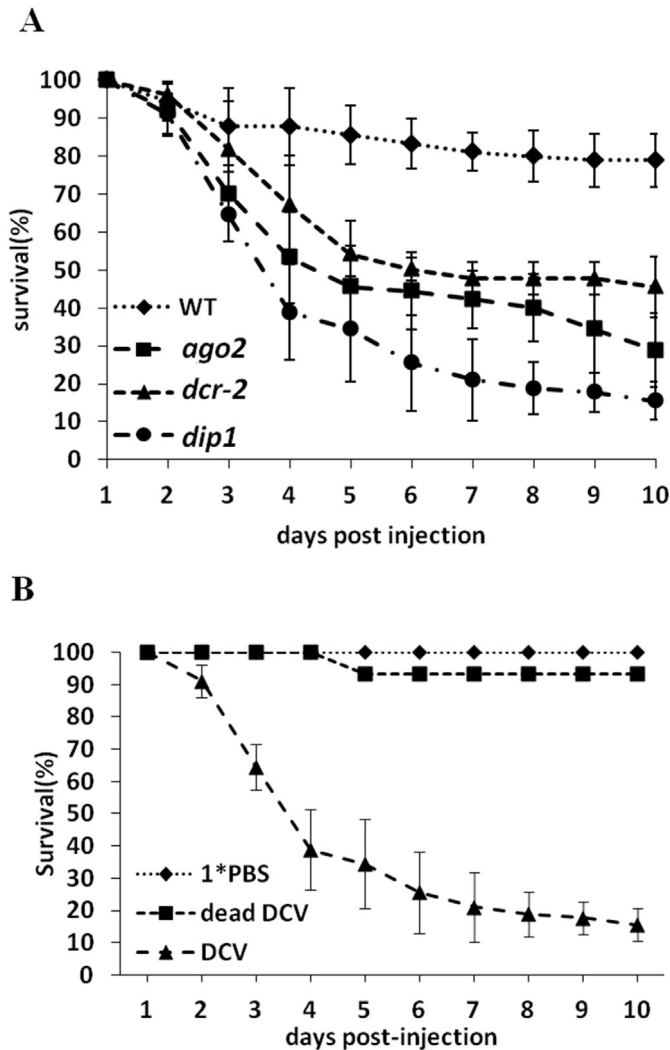 A
survival(%)
100
90
80
70
60
50
40
30
20
10
0
WT
ago2
dcr-2
dip1
1 2 3 4 5 6 7 8 9 10
days post injection
B
Survival(%)
100
90
80
70
60
50
40
30
20
10
0
1*PBS
dead DCV
DCV
1 2 3 4 5 6 7 8 9 10
days post-injection